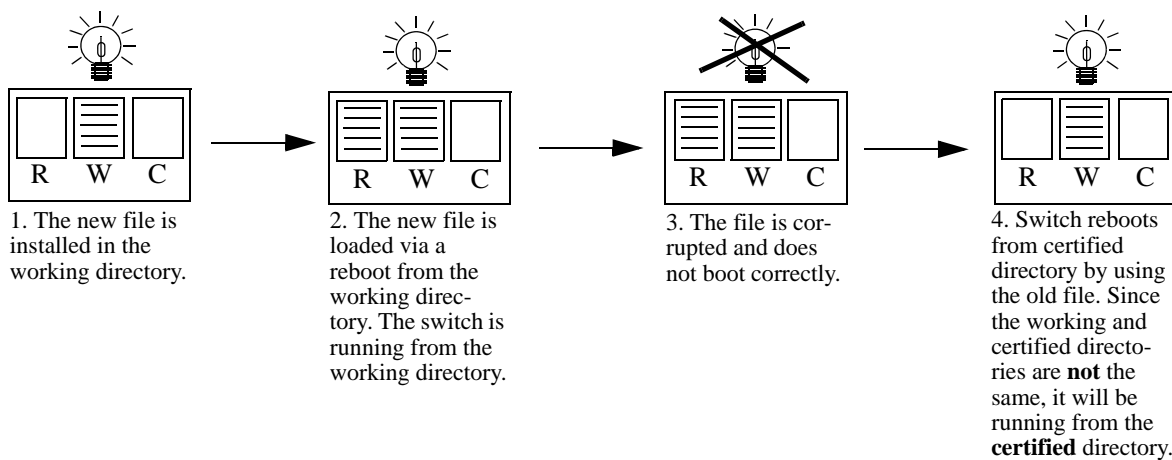 R W C
1. The new file is
installed in the
working directory.
R W C
2. The new file is
loaded via a
reboot from the
working direc-
tory. The switch is
running from the
working directory.
R W C
3. The file is cor-
rupted and does
not boot correctly.
R W C
4. Switch reboots
from certified
directory by using
the old file. Since
the working and
certified directo-
ries are not the
same, it will be
running from the
certified directory.